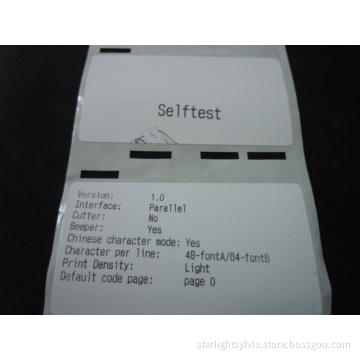 Selftest
Version: 1.0
Interface: Parallel
Cutter: No
Beeper: Yes
Chinese character mode: Yes
Character per line: 48-fontA/64-fontB
Print Density: Light
Default code page: page 0
starlightsylvia.store.bossgoo.com